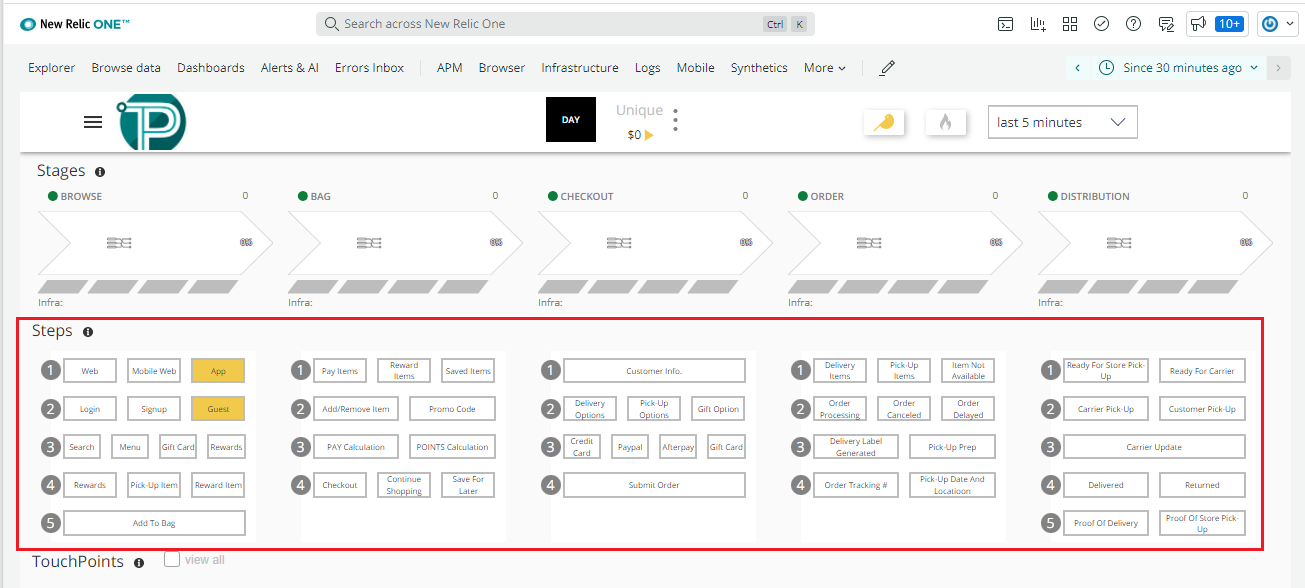 New Relic ONE™
Search across New Relic One
Ctrl K
10+
Explorer Browse data Dashboards Alerts & AI Errors Inbox APM Browser Infrastructure Logs Mobile Synthetics More
Since 30 minutes ago
P
DAY
Unique
$0
last 5 minutes
Stages
BROWSE 0 BAG 0 CHECKOUT 0 ORDER 0 DISTRIBUTION 0
0% 0% 0% 0% 0%
Infra: Infra: Infra: Infra: Infra:
Steps
1 Web Mobile Web App
2 Login Signup Guest
3 Search Menu Gift Card Rewards
4 Rewards Pick-Up Item Reward Item
5 Add To Bag
1 Pay Items Reward
Items Saved Items
2 Add/Remove Item Promo Code
3 PAY Calculation POINTS Calculation
4 Checkout Continue
Shopping Save For
Later
1 Customer Info.
2 Delivery
Options Pick-Up
Options Gift Option
3 Credit
Card Paypal Afterpay Gift Card
4 Submit Order
1 Delivery
Items Pick-Up
Items Item Not
Available
2 Order
Processing Order
Canceled Order
Delayed
3 Delivery Label
Generated Pick-Up Prep
4 Order Tracking # Pick-Up Date And
Locatioon
1 Ready For Store Pick-
Up Ready For Carrier
2 Carrier Pick-Up Customer Pick-Up
3 Carrier Update
4 Delivered Returned
5 Proof Of Delivery Proof Of Store Pick-
Up
TouchPoints view all